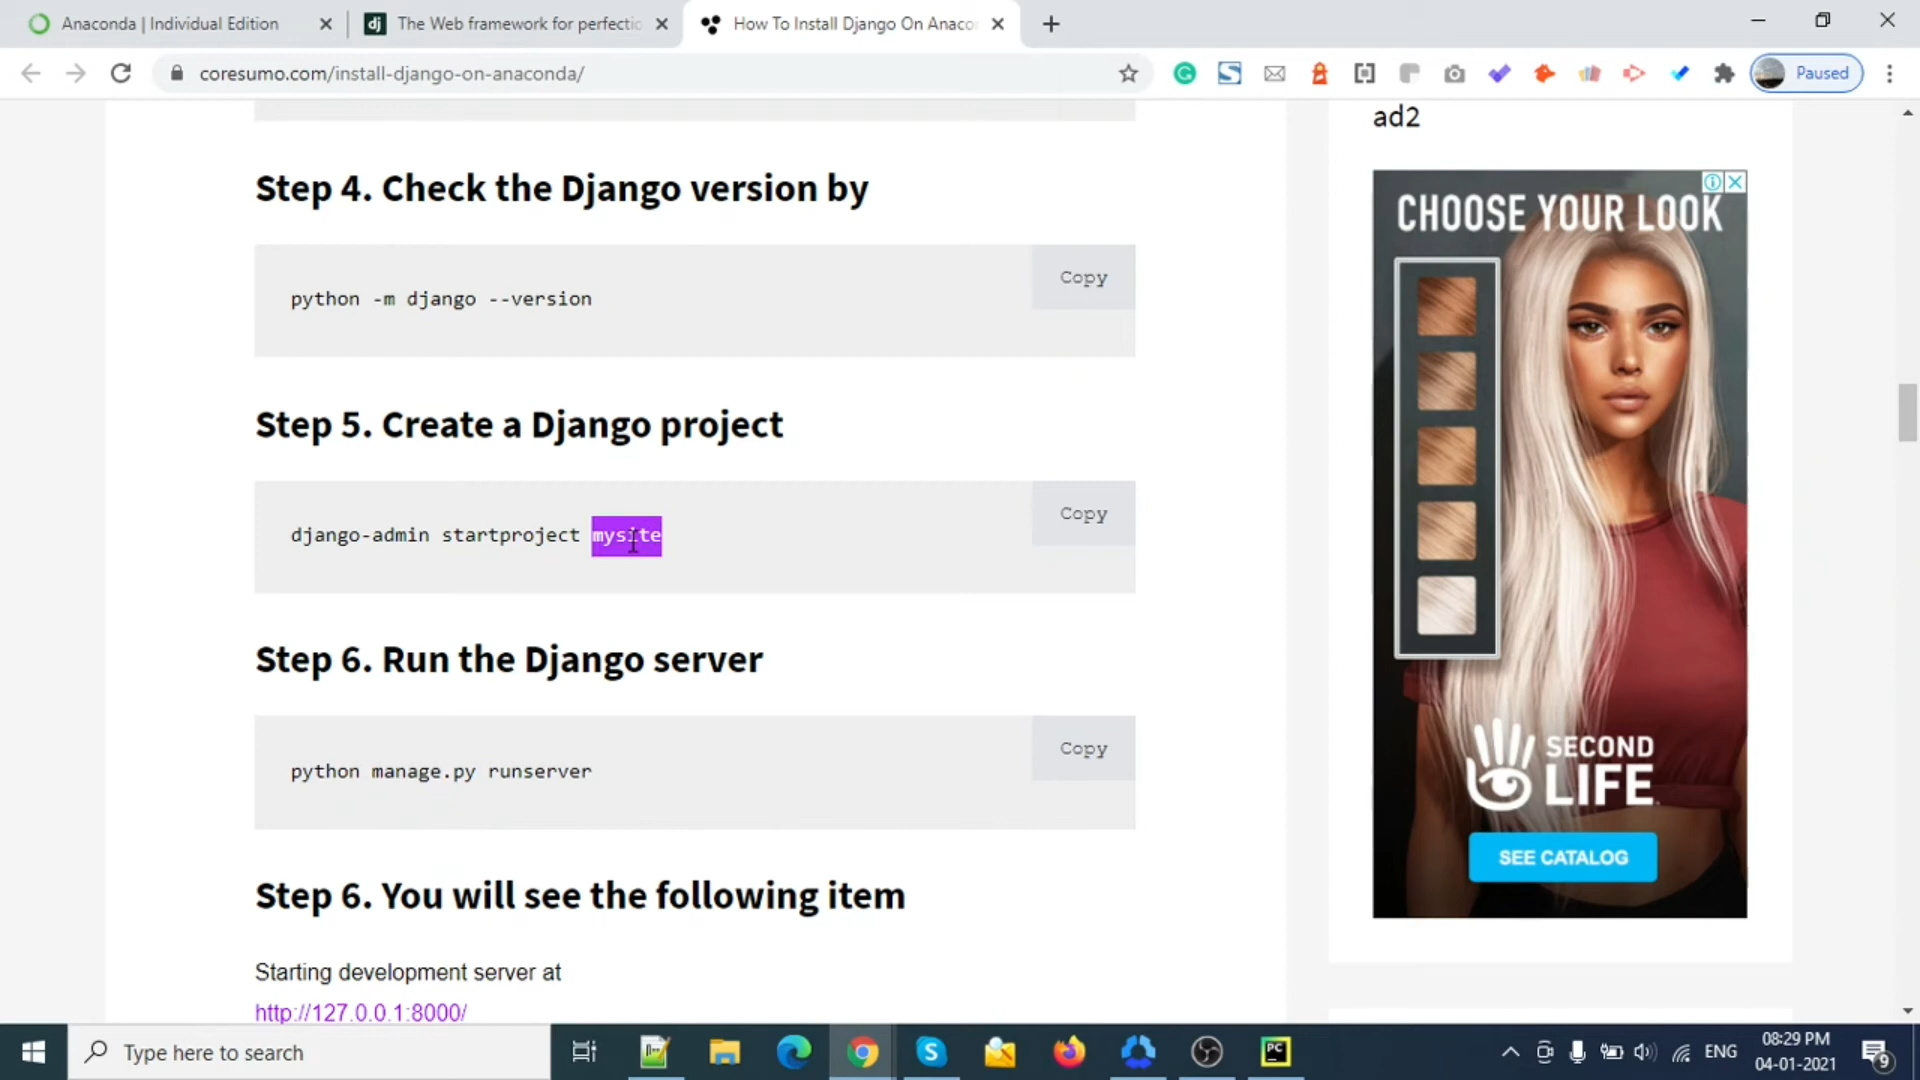 Anaconda | Individual Edition
The Web framework for perfectio
How To Install Django On Anaco
coresumo.com/install-django-on-anaconda/
Paused
ad2
Step 4. Check the Django version by
Copy
python -m django --version
Step 5. Create a Django project
Copy
django-admin startproject mysite
Step 6. Run the Django server
Copy
python manage.py runserver
Step 6. You will see the following item
Starting development server at
http://127.0.0.1:8000/
CHOOSE YOUR LOOK
SECOND
LIFE
SEE CATALOG
Type here to search
PC
ENG
08:29 PM
04-01-2021
9